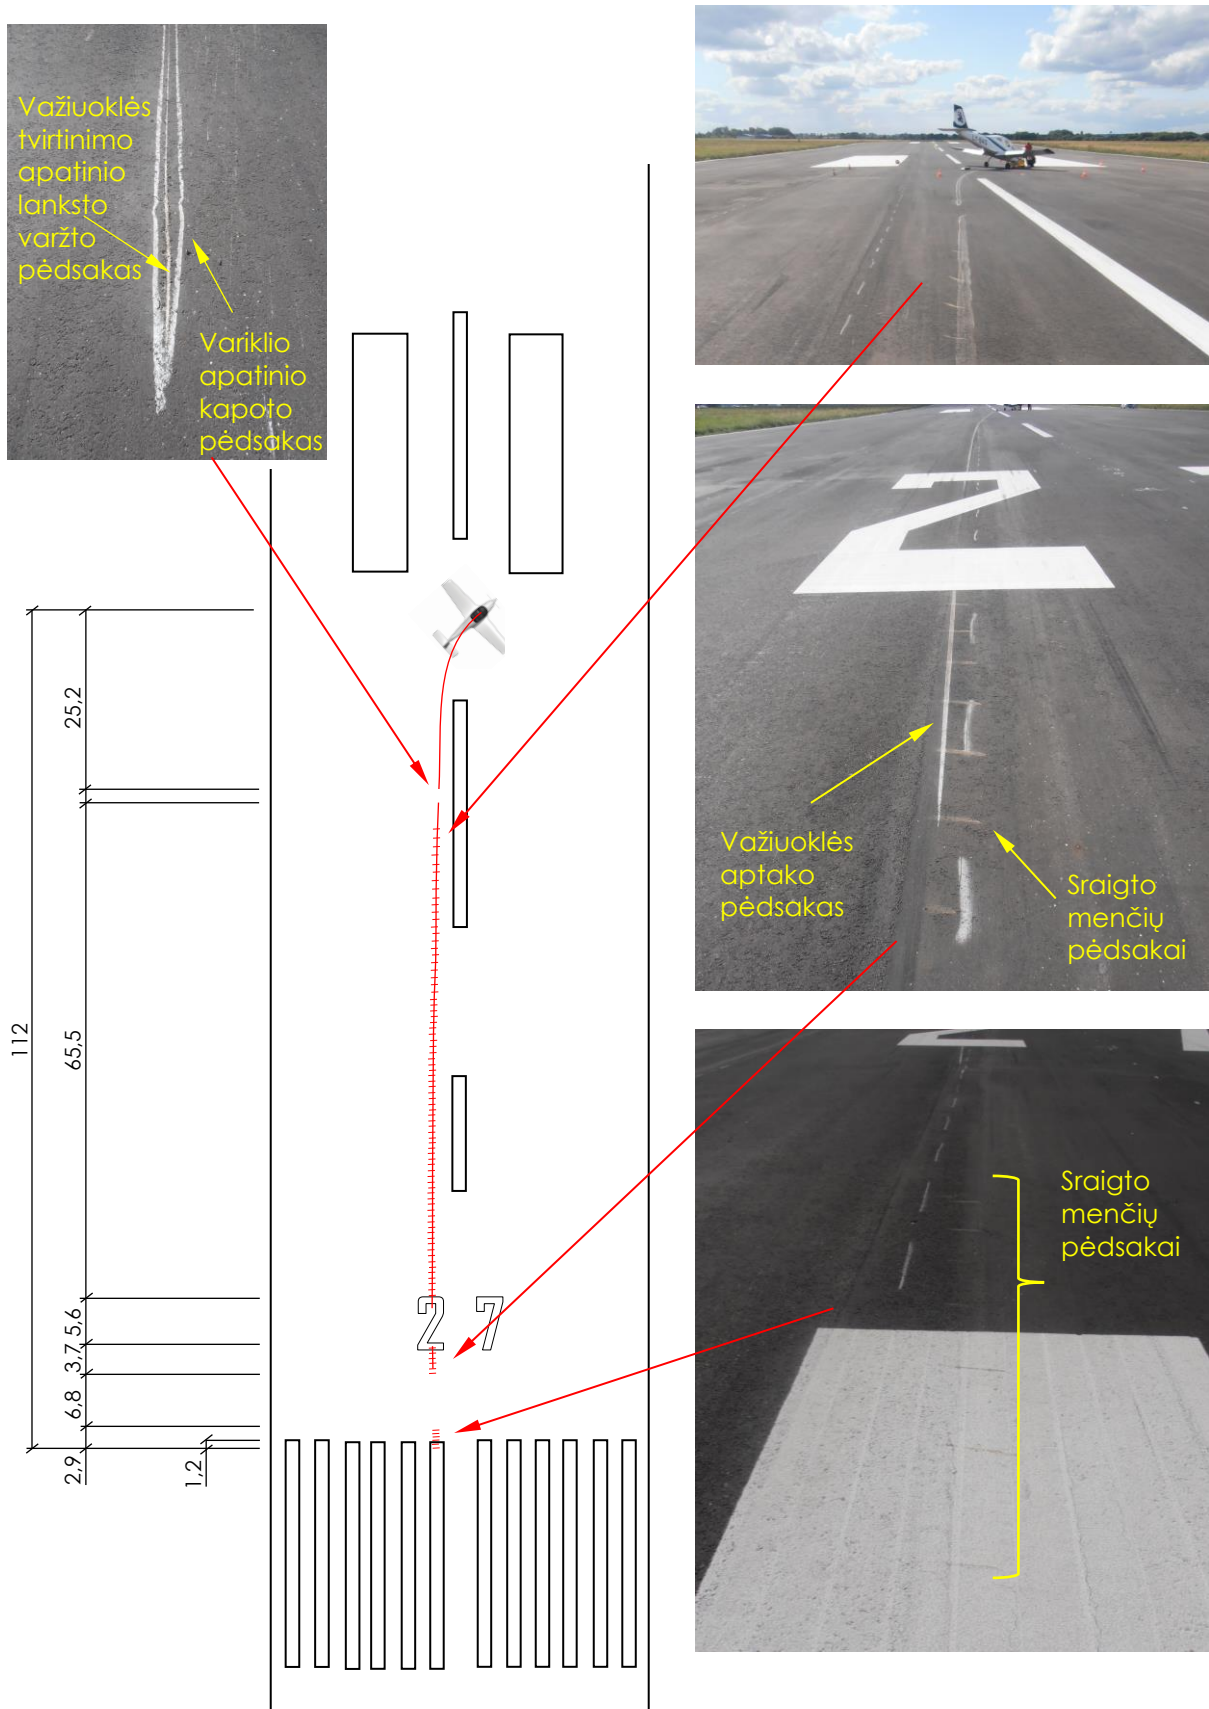 Važiuoklės
tvirtinimo
apatinio
lanksto
varžto
pėdsakas
Variklio
apatinio
kapoto
pėdsakas
25,2
112
65,5
5,6
3,7
6,8
2,9
1,2
2 7
2
Važiuoklės
aptako
pėdsakas
Sraigto
menčių
pėdsakai
Sraigto
menčių
pėdsakai